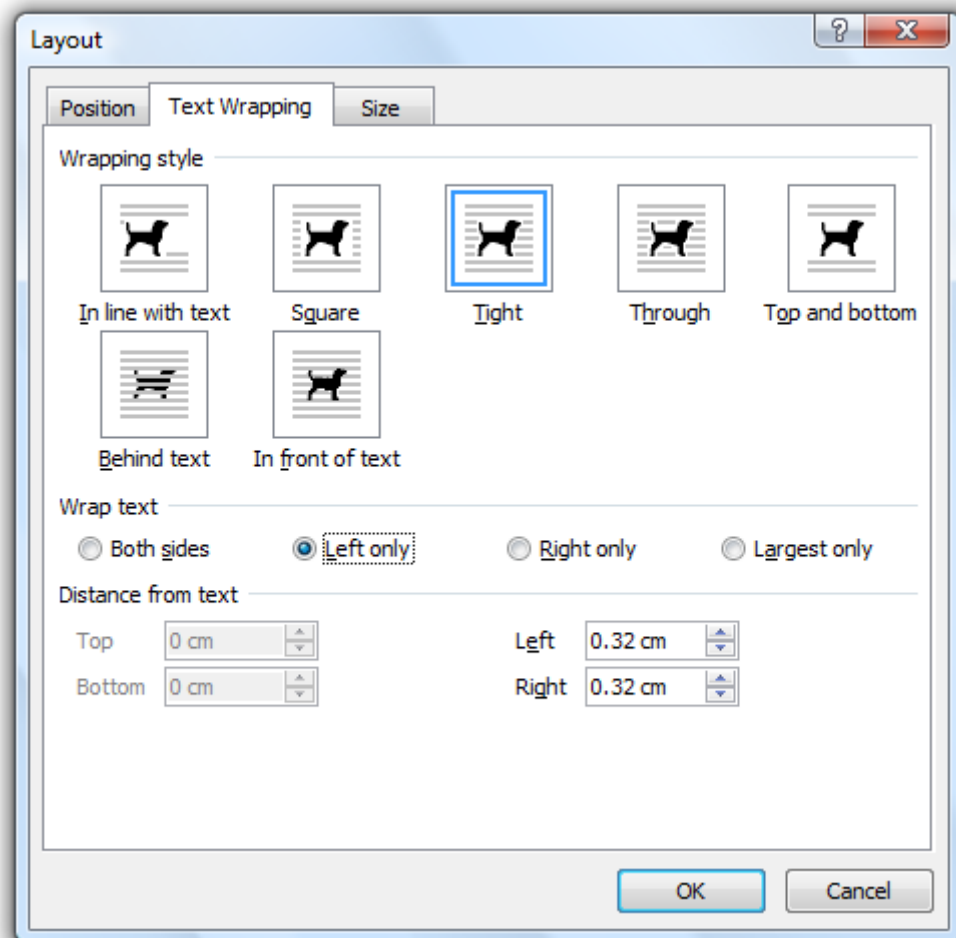 Layout
?
Position Text Wrapping Size
Wrapping style
In line with text Square Tight Through Top and bottom
Behind text In front of text
Wrap text
Both sides Left only Right only Largest only
Distance from text
Top 0 cm Left 0.32 cm
Bottom 0 cm Right 0.32 cm
OK Cancel